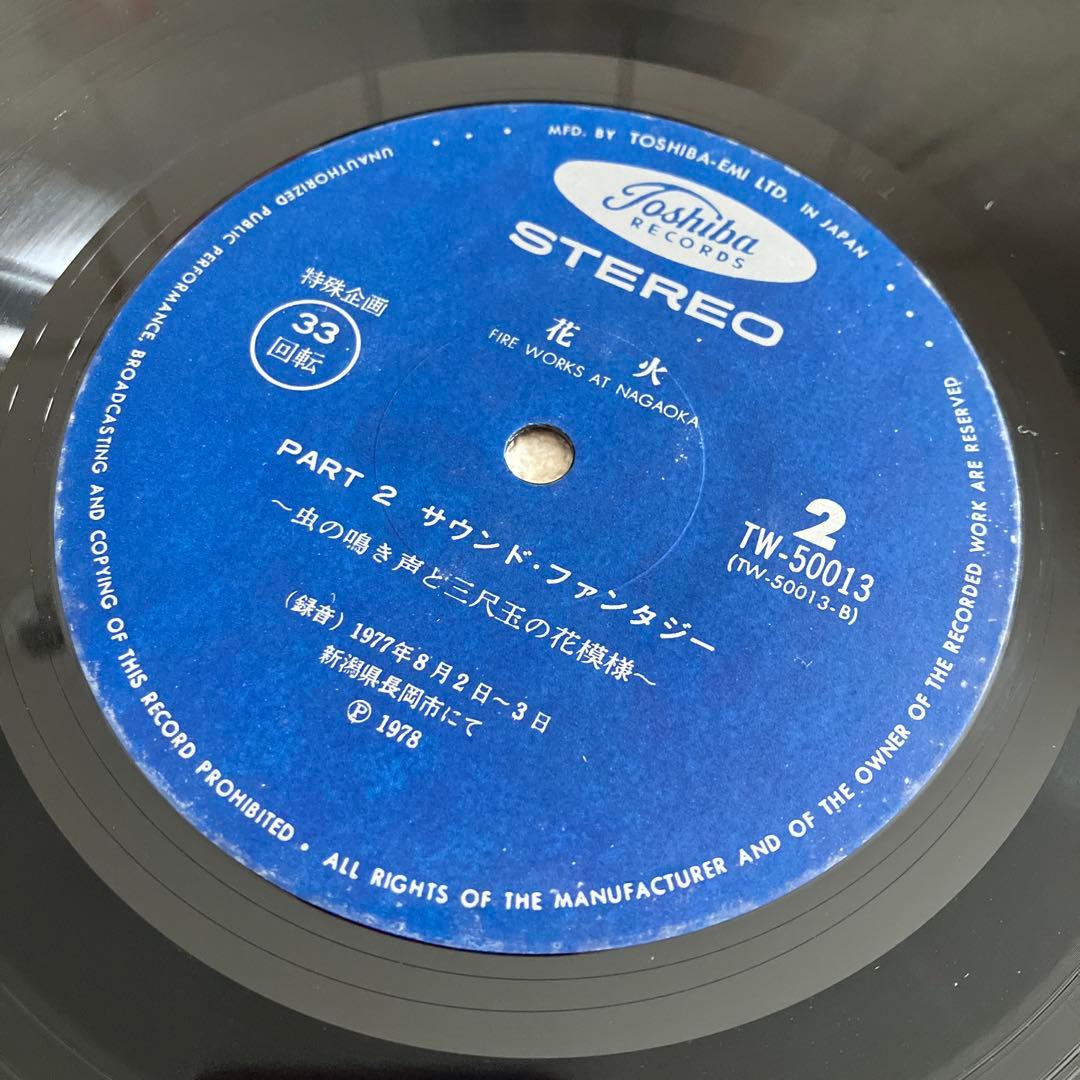 MFD. BY TOSHIBA-EMI LTD. IN JAPAN
Toshiba
RECORDS
STEREO
特殊企画
33
回転
花火
FIRE WORKS AT NAGAOKA
2
TW-50013
(TW-50013-B)
PART 2 サウンド・ファンタジー
～虫の鳴き声と三尺玉の花模様～
(録音) 1977年8月2日～3日
新潟県長岡市にて
Ⓟ 1978
UNAUTHORIZED PUBLIC PERFORMANCE, BROADCASTING AND COPYING OF THIS RECORD PROHIBITED. ALL RIGHTS OF THE MANUFACTURER AND OF THE OWNER OF THE RECORDED WORK ARE RESERVED